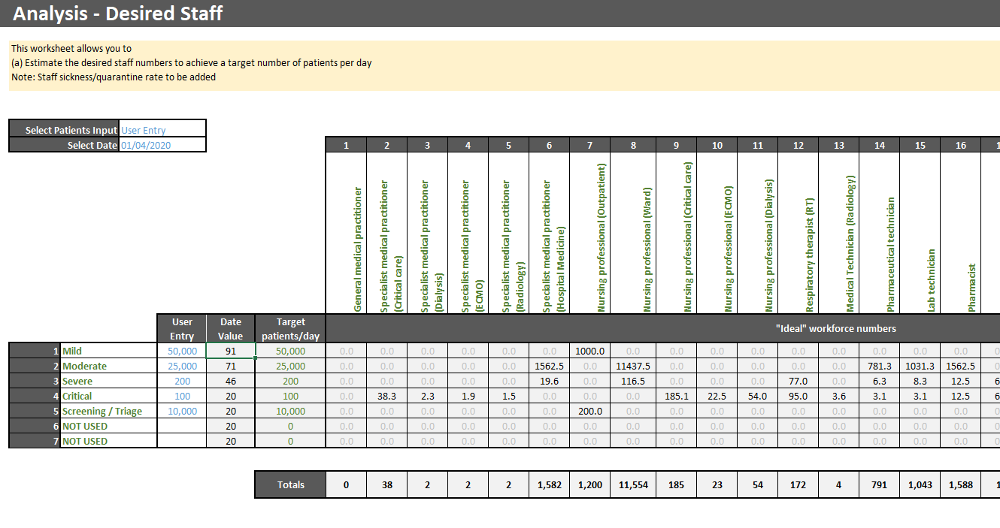 Analysis - Desired Staff
This worksheet allows you to
(a) Estimate the desired staff numbers to achieve a target number of patients per day
Note: Staff sickness/quarantine rate to be added
Select Patients Input User Entry
Select Date 01/04/2020
1 2 3 4 5 6 7 8 9 10 11 12 13 14 15 16 1
General medical practitioner
Specialist medical practitioner
(Critical care)
Specialist medical practitioner
(Dialysis)
Specialist medical practitioner
(ECMO)
Specialist medical practitioner
(Radiology)
Specialist medical practitioner
(Hospital Medicine)
Nursing professional (Outpatient)
Nursing professional (Ward)
Nursing professional (Critical care)
Nursing professional (ECMO)
Nursing professional (Dialysis)
Respiratory therapist (RT)
Medical Technician (Radiology)
Pharmaceutical technician
Lab technician
Pharmacist
User Date Target
Entry Value patients/day
"Ideal" workforce numbers
1 Mild 50,000 91 50,000 0.0 0.0 0.0 0.0 0.0 0.0 1000.0 0.0 0.0 0.0 0.0 0.0 0.0 0.0 0.0 0.0 0
2 Moderate 25,000 71 25,000 0.0 0.0 0.0 0.0 0.0 1562.5 0.0 11437.5 0.0 0.0 0.0 0.0 0.0 781.3 1031.3 1562.5 0
3 Severe 200 46 200 0.0 0.0 0.0 0.0 0.0 19.6 0.0 116.5 0.0 0.0 0.0 77.0 0.0 6.3 8.3 12.5 6
4 Critical 100 20 100 0.0 38.3 2.3 1.9 1.5 0.0 0.0 0.0 185.1 22.5 54.0 95.0 3.6 3.1 3.1 12.5 6
5 Screening / Triage 10,000 20 10,000 0.0 0.0 0.0 0.0 0.0 0.0 200.0 0.0 0.0 0.0 0.0 0.0 0.0 0.0 0.0 0.0 0
6 NOT USED 20 0 0.0 0.0 0.0 0.0 0.0 0.0 0.0 0.0 0.0 0.0 0.0 0.0 0.0 0.0 0.0 0.0 0
7 NOT USED 20 0 0.0 0.0 0.0 0.0 0.0 0.0 0.0 0.0 0.0 0.0 0.0 0.0 0.0 0.0 0.0 0.0 0
Totals 0 38 2 2 2 1,582 1,200 11,554 185 23 54 172 4 791 1,043 1,588 1